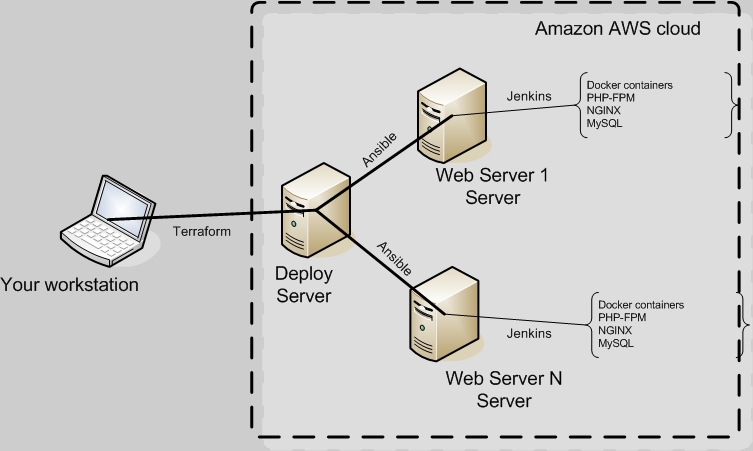 Amazon AWS cloud
Jenkins
Docker containers
PHP-FPM
NGINX
MySQL
Ansible
Web Server 1
Server
Terraform
Your workstation
Deploy
Server
Ansible
Docker containers
PHP-FPM
NGINX
MySQL
Jenkins
Web Server N
Server